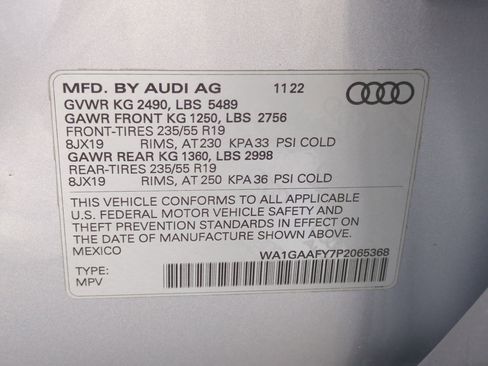 MFD. BY AUDI AG 11 22
GVWR KG 2490, LBS 5489
GAWR FRONT KG 1250, LBS 2756
FRONT-TIRES 235/55 R19
8JX19 RIMS, AT 230 KPA 33 PSI COLD
GAWR REAR KG 1360, LBS 2998
REAR-TIRES 235/55 R19
8JX19 RIMS, AT 250 KPA 36 PSI COLD
THIS VEHICLE CONFORMS TO ALL APPLICABLE
U.S. FEDERAL MOTOR VEHICLE SAFETY AND
THEFT PREVENTION STANDARDS IN EFFECT ON
THE DATE OF MANUFACTURE SHOWN ABOVE.
MEXICO WA1GAAFY7P2065368
TYPE:
MPV